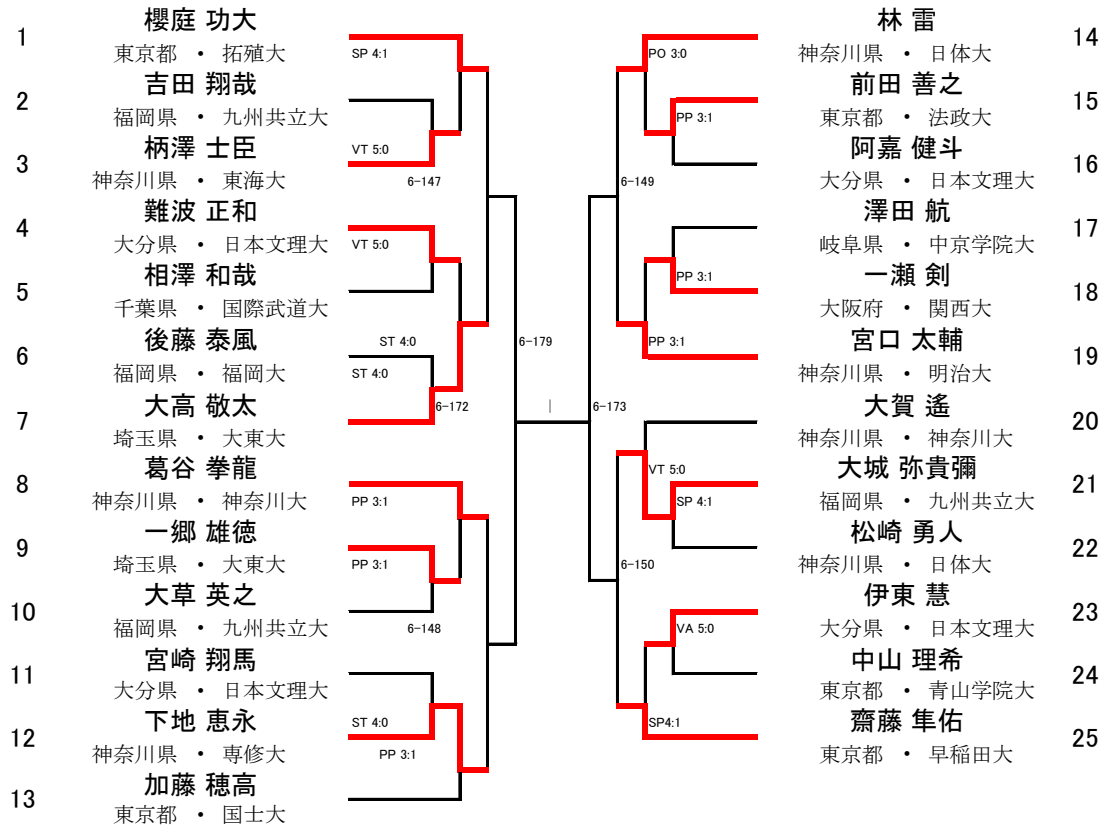 1
櫻庭 功大
東京都 ・ 拓殖大
SP 4:1
2
吉田 翔哉
福岡県 ・ 九州共立大
3
柄澤 士臣
神奈川県 ・ 東海大
VT 5:0
6-147
4
難波 正和
大分県 ・ 日本文理大
VT 5:0
5
相澤 和哉
千葉県 ・ 国際武道大
6
後藤 泰風
福岡県 ・ 福岡大
ST 4:0
ST 4:0
7
大高 敬太
埼玉県 ・ 大東大
6-172
8
葛谷 拳龍
神奈川県 ・ 神奈川大
PP 3:1
9
一郷 雄徳
埼玉県 ・ 大東大
PP 3:1
10
大草 英之
福岡県 ・ 九州共立大
6-148
11
宮崎 翔馬
大分県 ・ 日本文理大
12
下地 恵永
神奈川県 ・ 専修大
ST 4:0
PP 3:1
13
加藤 穂高
東京都 ・ 国士大
6-179
|
6-173
林 雷
神奈川県 ・ 日体大
14
PO 3:0
前田 善之
東京都 ・ 法政大
15
PP 3:1
阿嘉 健斗
大分県 ・ 日本文理大
16
6-149
澤田 航
岐阜県 ・ 中京学院大
17
一瀬 剣
大阪府 ・ 関西大
18
PP 3:1
宮口 太輔
神奈川県 ・ 明治大
19
PP 3:1
大賀 遙
神奈川県 ・ 神奈川大
20
VT 5:0
大城 弥貴彌
福岡県 ・ 九州共立大
21
SP 4:1
松崎 勇人
神奈川県 ・ 日体大
22
6-150
伊東 慧
大分県 ・ 日本文理大
23
VA 5:0
中山 理希
東京都 ・ 青山学院大
24
齋藤 隼佑
東京都 ・ 早稲田大
25
SP4:1